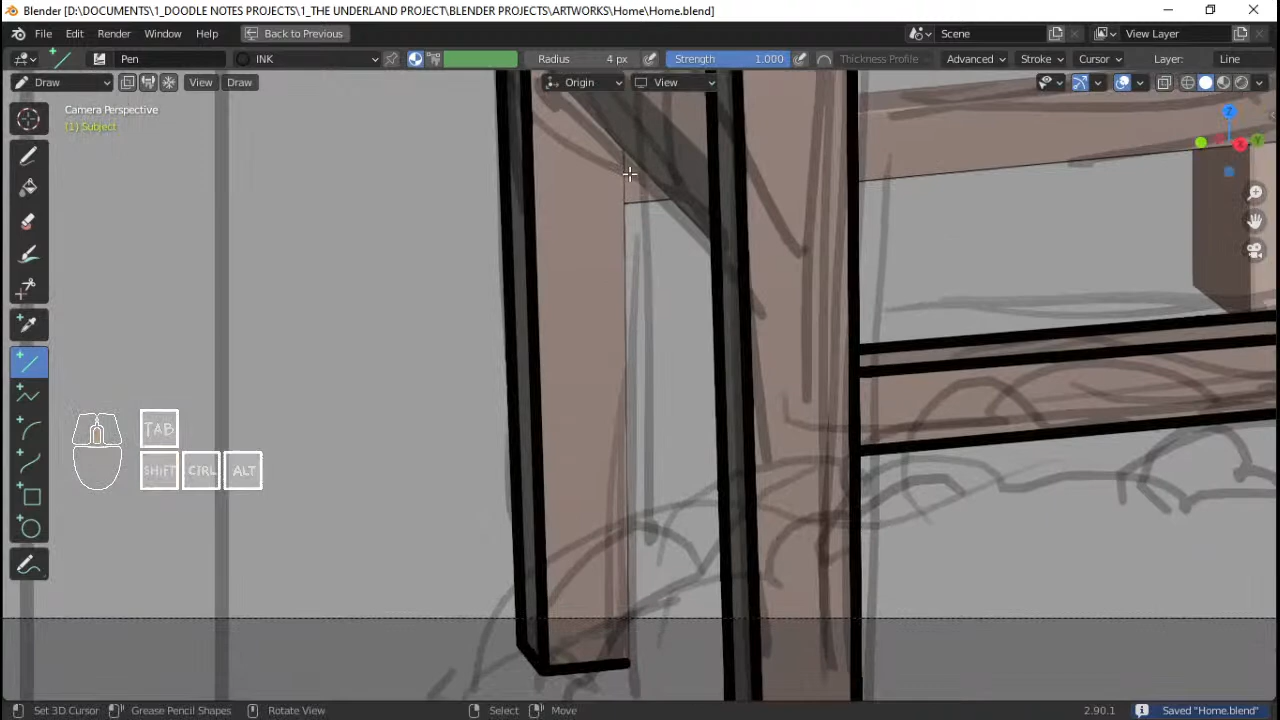 Blender [D:\DOCUMENTS\1_DOODLE NOTES PROJECTS\1_THE UNDERLAND PROJECT\BLENDER PROJECTS\ARTWORKS\Home\Home.blend]
File Edit Render Window Help Back to Previous Scene View Layer
Pen INK Radius 4 px Strength 1.000 Thickness Profile Advanced Stroke Cursor Layer: Line
Draw View Draw Origin View
Camera Perspective
(1) Subject
Z
X
Y
TAB
SHIFT CTRL ALT
Set 3D Cursor Grease Pencil Shapes Rotate View Select Move 2.90.1 Saved "Home.blend"